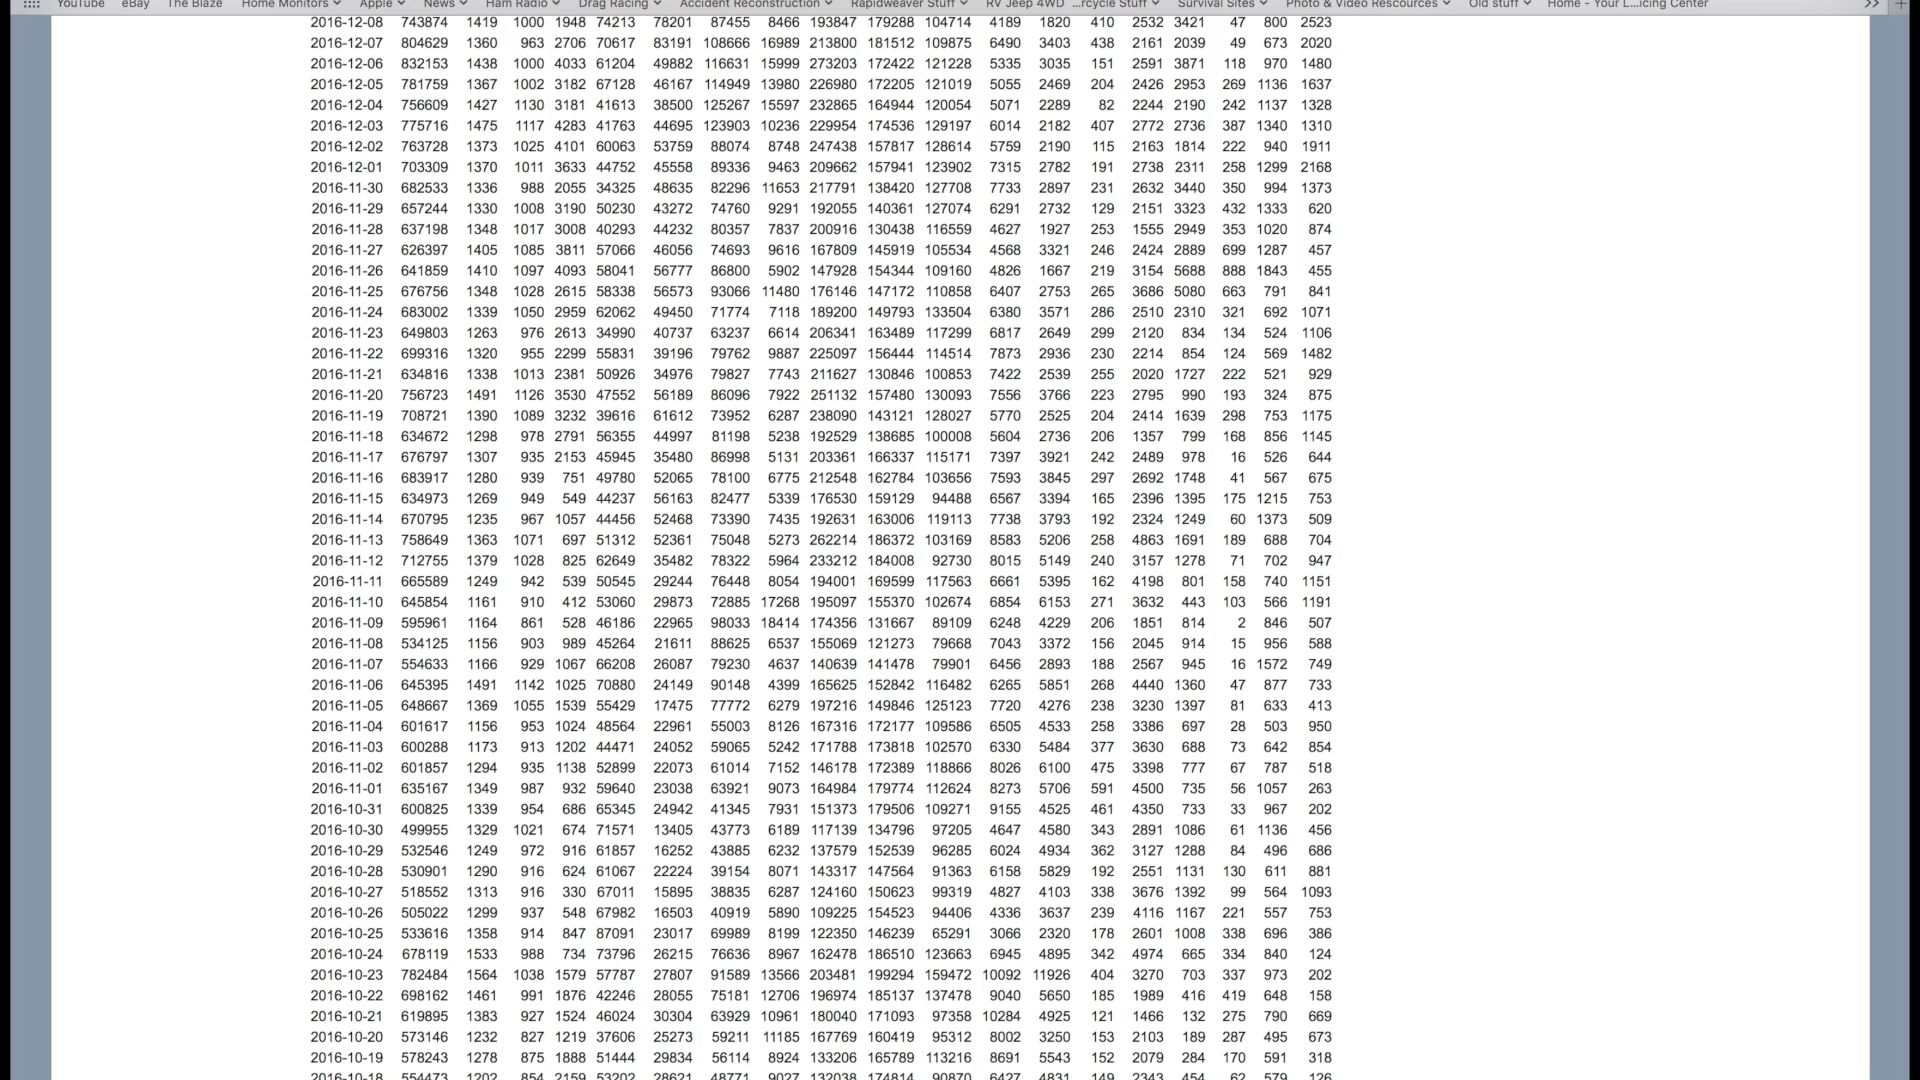 YouTube eBay The Blaze Home Monitors Apple News Ham Radio Drag Racing Accident Reconstruction Rapidweaver Stuff RV Jeep 4WD ...rcycle Stuff Survival Sites Photo & Video Rescources Old stuff Home - Your L...icing Center >> +
2016-12-08 743874 1419 1000 1948 74213 78201 87455 8466 193847 179288 104714 4189 1820 410 2532 3421 47 800 2523
2016-12-07 804629 1360 963 2706 70617 83191 108666 16989 213800 181512 109875 6490 3403 438 2161 2039 49 673 2020
2016-12-06 832153 1438 1000 4033 61204 49882 116631 15999 273203 172422 121228 5335 3035 151 2591 3871 118 970 1480
2016-12-05 781759 1367 1002 3182 67128 46167 114949 13980 226980 172205 121019 5055 2469 204 2426 2953 269 1136 1637
2016-12-04 756609 1427 1130 3181 41613 38500 125267 15597 232865 164944 120054 5071 2289 82 2244 2190 242 1137 1328
2016-12-03 775716 1475 1117 4283 41763 44695 123903 10236 229954 174536 129197 6014 2182 407 2772 2736 387 1340 1310
2016-12-02 763728 1373 1025 4101 60063 53759 88074 8748 247438 157817 128614 5759 2190 115 2163 1814 222 940 1911
2016-12-01 703309 1370 1011 3633 44752 45558 89336 9463 209662 157941 123902 7315 2782 191 2738 2311 258 1299 2168
2016-11-30 682533 1336 988 2055 34325 48635 82296 11653 217791 138420 127708 7733 2897 231 2632 3440 350 994 1373
2016-11-29 657244 1330 1008 3190 50230 43272 74760 9291 192055 140361 127074 6291 2732 129 2151 3323 432 1333 620
2016-11-28 637198 1348 1017 3008 40293 44232 80357 7837 200916 130438 116559 4627 1927 253 1555 2949 353 1020 874
2016-11-27 626397 1405 1085 3811 57066 46056 74693 9616 167809 145919 105534 4568 3321 246 2424 2889 699 1287 457
2016-11-26 641859 1410 1097 4093 58041 56777 86800 5902 147928 154344 109160 4826 1667 219 3154 5688 888 1843 455
2016-11-25 676756 1348 1028 2615 58338 56573 93066 11480 176146 147172 110858 6407 2753 265 3686 5080 663 791 841
2016-11-24 683002 1339 1050 2959 62062 49450 71774 7118 189200 149793 133504 6380 3571 286 2510 2310 321 692 1071
2016-11-23 649803 1263 976 2613 34990 40737 63237 6614 206341 163489 117299 6817 2649 299 2120 834 134 524 1106
2016-11-22 699316 1320 955 2299 55831 39196 79762 9887 225097 156444 114514 7873 2936 230 2214 854 124 569 1482
2016-11-21 634816 1338 1013 2381 50926 34976 79827 7743 211627 130846 100853 7422 2539 255 2020 1727 222 521 929
2016-11-20 756723 1491 1126 3530 47552 56189 86096 7922 251132 157480 130093 7556 3766 223 2795 990 193 324 875
2016-11-19 708721 1390 1089 3232 39616 61612 73952 6287 238090 143121 128027 5770 2525 204 2414 1639 298 753 1175
2016-11-18 634672 1298 978 2791 56355 44997 81198 5238 192529 138685 100008 5604 2736 206 1357 799 168 856 1145
2016-11-17 676797 1307 935 2153 45945 35480 86998 5131 203361 166337 115171 7397 3921 242 2489 978 16 526 644
2016-11-16 683917 1280 939 751 49780 52065 78100 6775 212548 162784 103656 7593 3845 297 2692 1748 41 567 675
2016-11-15 634973 1269 949 549 44237 56163 82477 5339 176530 159129 94488 6567 3394 165 2396 1395 175 1215 753
2016-11-14 670795 1235 967 1057 44456 52468 73390 7435 192631 163006 119113 7738 3793 192 2324 1249 60 1373 509
2016-11-13 758649 1363 1071 697 51312 52361 75048 5273 262214 186372 103169 8583 5206 258 4863 1691 189 688 704
2016-11-12 712755 1379 1028 825 62649 35482 78322 5964 233212 184008 92730 8015 5149 240 3157 1278 71 702 947
2016-11-11 665589 1249 942 539 50545 29244 76448 8054 194001 169599 117563 6661 5395 162 4198 801 158 740 1151
2016-11-10 645854 1161 910 412 53060 29873 72885 17268 195097 155370 102674 6854 6153 271 3632 443 103 566 1191
2016-11-09 595961 1164 861 528 46186 22965 98033 18414 174356 131667 89109 6248 4229 206 1851 814 2 846 507
2016-11-08 534125 1156 903 989 45264 21611 88625 6537 155069 121273 79668 7043 3372 156 2045 914 15 956 588
2016-11-07 554633 1166 929 1067 66208 26087 79230 4637 140639 141478 79901 6456 2893 188 2567 945 16 1572 749
2016-11-06 645395 1491 1142 1025 70880 24149 90148 4399 165625 152842 116482 6265 5851 268 4440 1360 47 877 733
2016-11-05 648667 1369 1055 1539 55429 17475 77772 6279 197216 149846 125123 7720 4276 238 3230 1397 81 633 413
2016-11-04 601617 1156 953 1024 48564 22961 55003 8126 167316 172177 109586 6505 4533 258 3386 697 28 503 950
2016-11-03 600288 1173 913 1202 44471 24052 59065 5242 171788 173818 102570 6330 5484 377 3630 688 73 642 854
2016-11-02 601857 1294 935 1138 52899 22073 61014 7152 146178 172389 118866 8026 6100 475 3398 777 67 787 518
2016-11-01 635167 1349 987 932 59640 23038 63921 9073 164984 179774 112624 8273 5706 591 4500 735 56 1057 263
2016-10-31 600825 1339 954 686 65345 24942 41345 7931 151373 179506 109271 9155 4525 461 4350 733 33 967 202
2016-10-30 499955 1329 1021 674 71571 13405 43773 6189 117139 134796 97205 4647 4580 343 2891 1086 61 1136 456
2016-10-29 532546 1249 972 916 61857 16252 43885 6232 137579 152539 96285 6024 4934 362 3127 1288 84 496 686
2016-10-28 530901 1290 916 624 61067 22224 39154 8071 143317 147564 91363 6158 5829 192 2551 1131 130 611 881
2016-10-27 518552 1313 916 330 67011 15895 38835 6287 124160 150623 99319 4827 4103 338 3676 1392 99 564 1093
2016-10-26 505022 1299 937 548 67982 16503 40919 5890 109225 154523 94406 4336 3637 239 4116 1167 221 557 753
2016-10-25 533616 1358 914 847 87091 23017 69989 8199 122350 146239 65291 3066 2320 178 2601 1008 338 696 386
2016-10-24 678119 1533 988 734 73796 26215 76636 8967 162478 186510 123663 6945 4895 342 4974 665 334 840 124
2016-10-23 782484 1564 1038 1579 57787 27807 91589 13566 203481 199294 159472 10092 11926 404 3270 703 337 973 202
2016-10-22 698162 1461 991 1876 42246 28055 75181 12706 196974 185137 137478 9040 5650 185 1989 416 419 648 158
2016-10-21 619895 1383 927 1524 46024 30304 63929 10961 180040 171093 97358 10284 4925 121 1466 132 275 790 669
2016-10-20 573146 1232 827 1219 37606 25273 59211 11185 167769 160419 95312 8002 3250 153 2103 189 287 495 673
2016-10-19 578243 1278 875 1888 51444 29834 56114 8924 133206 165789 113216 8691 5543 152 2079 284 170 591 318
2016-10-18 554473 1202 854 2159 53202 28621 48771 9027 132038 174814 90870 6427 4831 149 2343 454 62 579 126